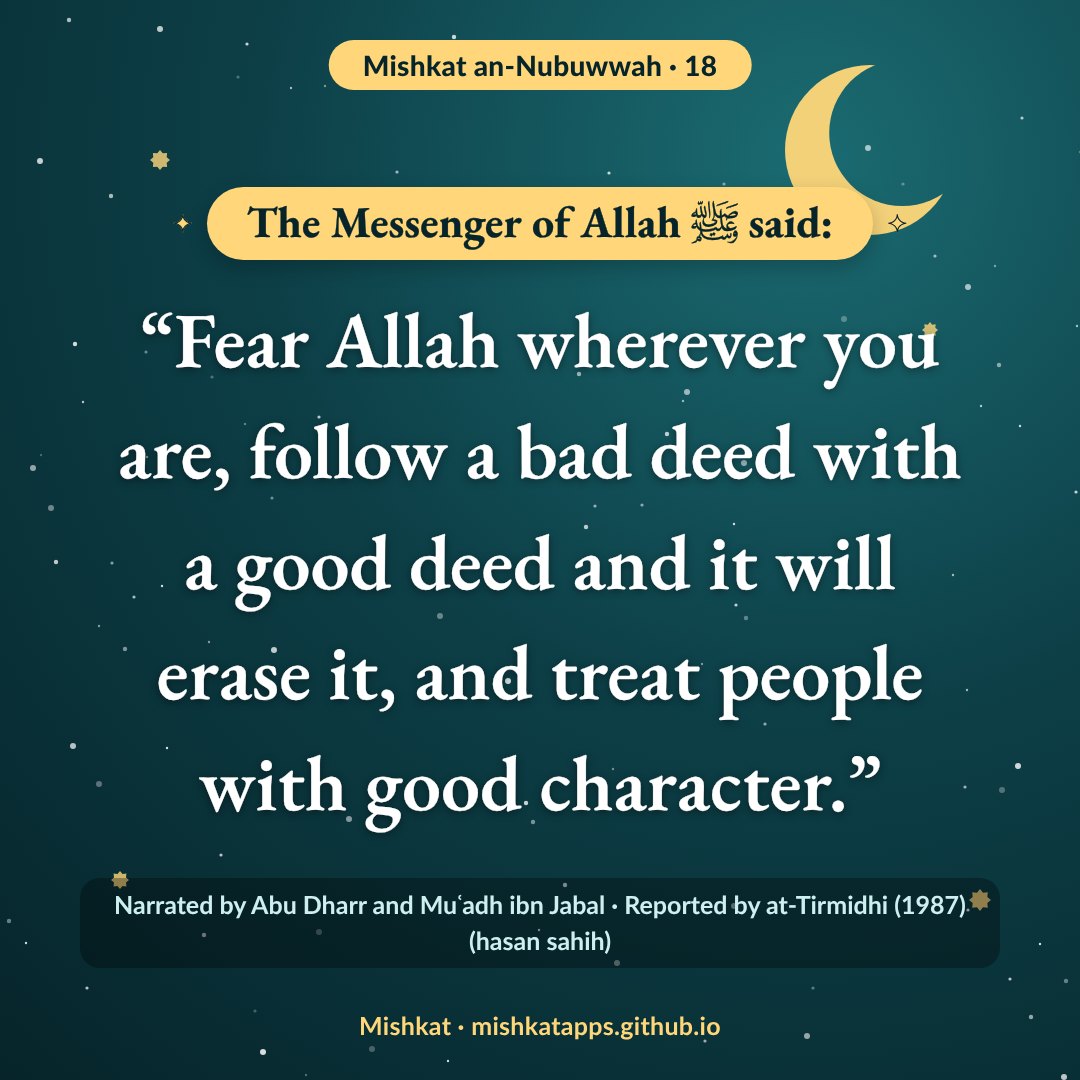 Mishkat an-Nubuwwah · 18
The Messenger of Allah ﷺ said:
“Fear Allah wherever you
are, follow a bad deed with
a good deed and it will
erase it, and treat people
with good character.”
Narrated by Abu Dharr and Muʿadh ibn Jabal · Reported by at-Tirmidhi (1987)
(hasan sahih)
Mishkat · mishkatapps.github.io